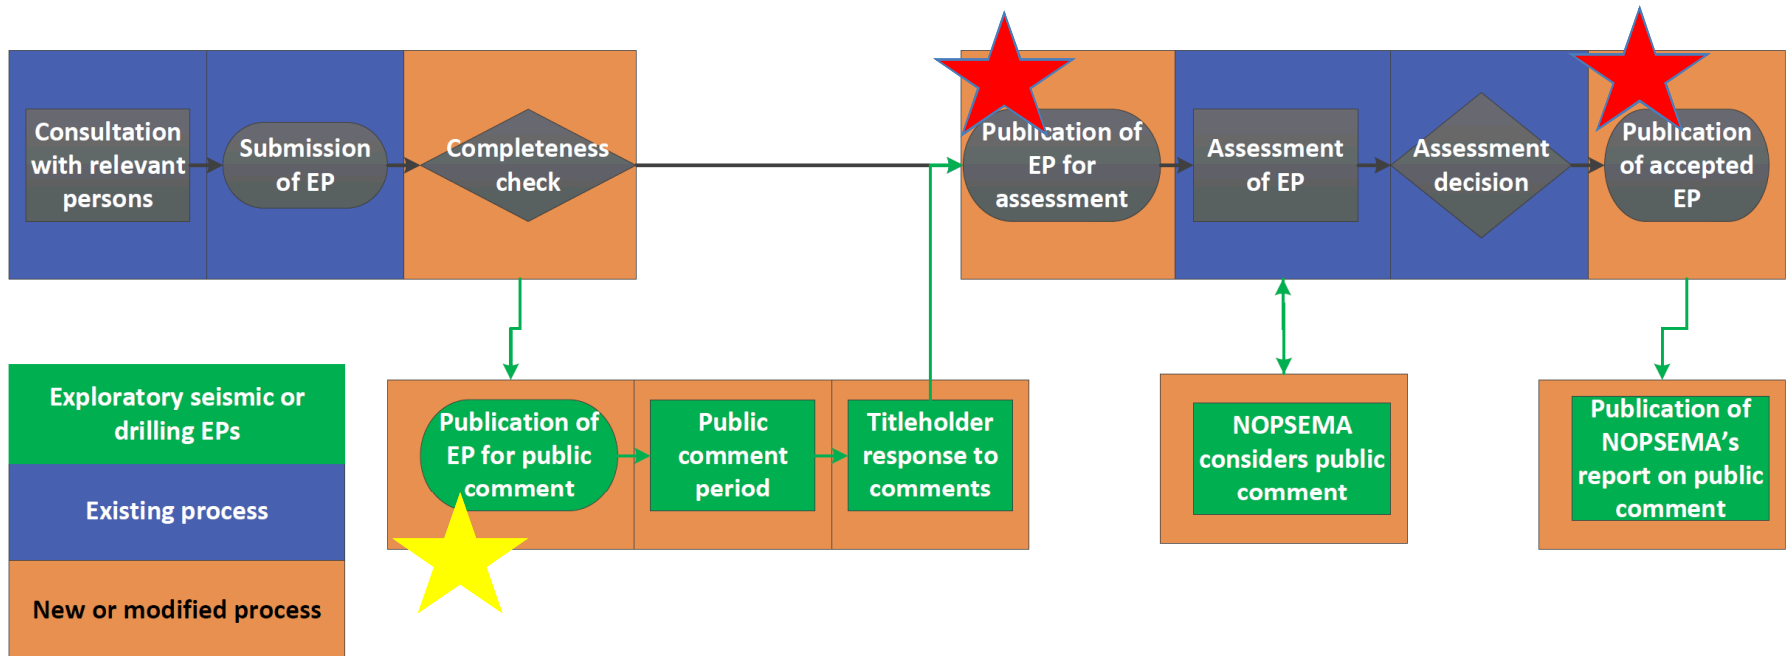 Consultation
with relevant
persons
Submission
of EP
Completeness
check
Publication of
EP for
assessment
Assessment
of EP
Assessment
decision
Publication
of accepted
EP
Exploratory seismic or
drilling EPs
Existing process
New or modified process
Publication of
EP for public
comment
Public
comment
period
Titleholder
response to
comments
NOPSEMA
considers public
comment
Publication of
NOPSEMA's
report on public
comment